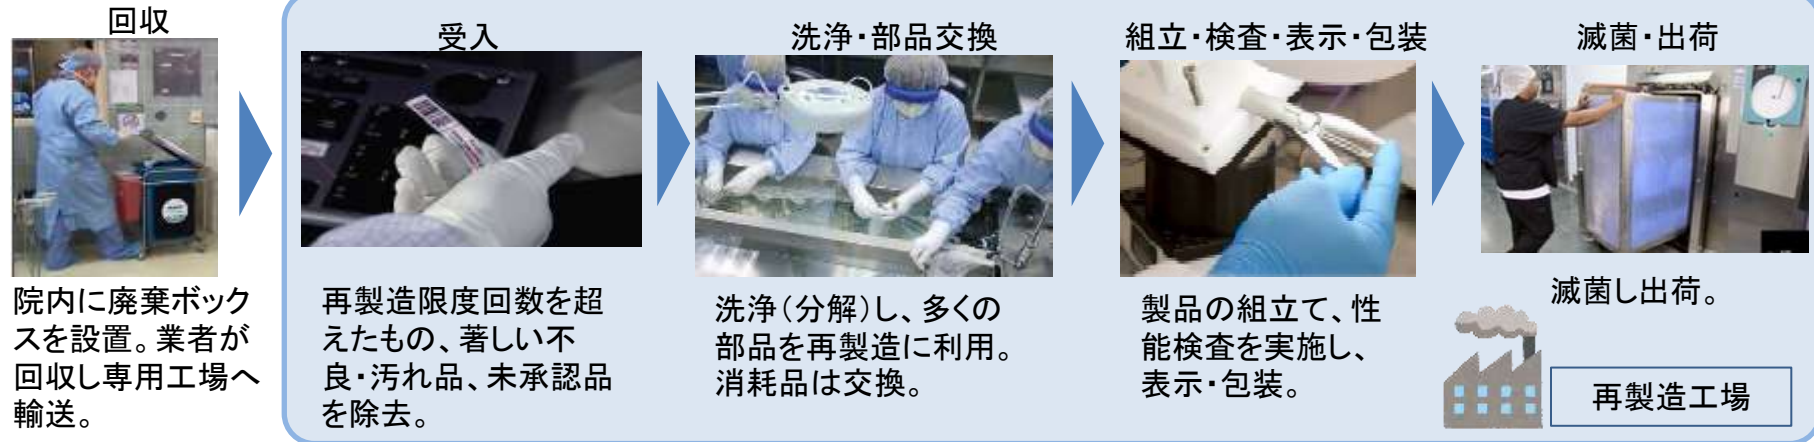 回収
院内に廃棄ボック
スを設置。業者が
回収し専用工場へ
輸送。
受入
再製造限度回数を超
えたもの、著しい不
良・汚れ品、未承認品
を除去。
洗浄・部品交換
洗浄(分解)し、多くの
部品を再製造に利用。
消耗品は交換。
組立・検査・表示・包装
製品の組立て、性
能検査を実施し、
表示・包装。
滅菌・出荷
滅菌し出荷。
再製造工場